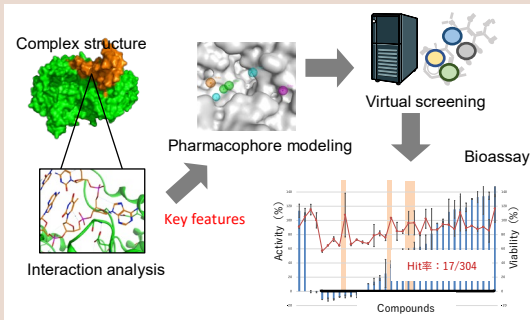 Complex structure
Interaction analysis
Key features
Pharmacophore modeling
Virtual screening
Bioassay
Activity (%)
Viability (%)
Hit率：17/304
Compounds